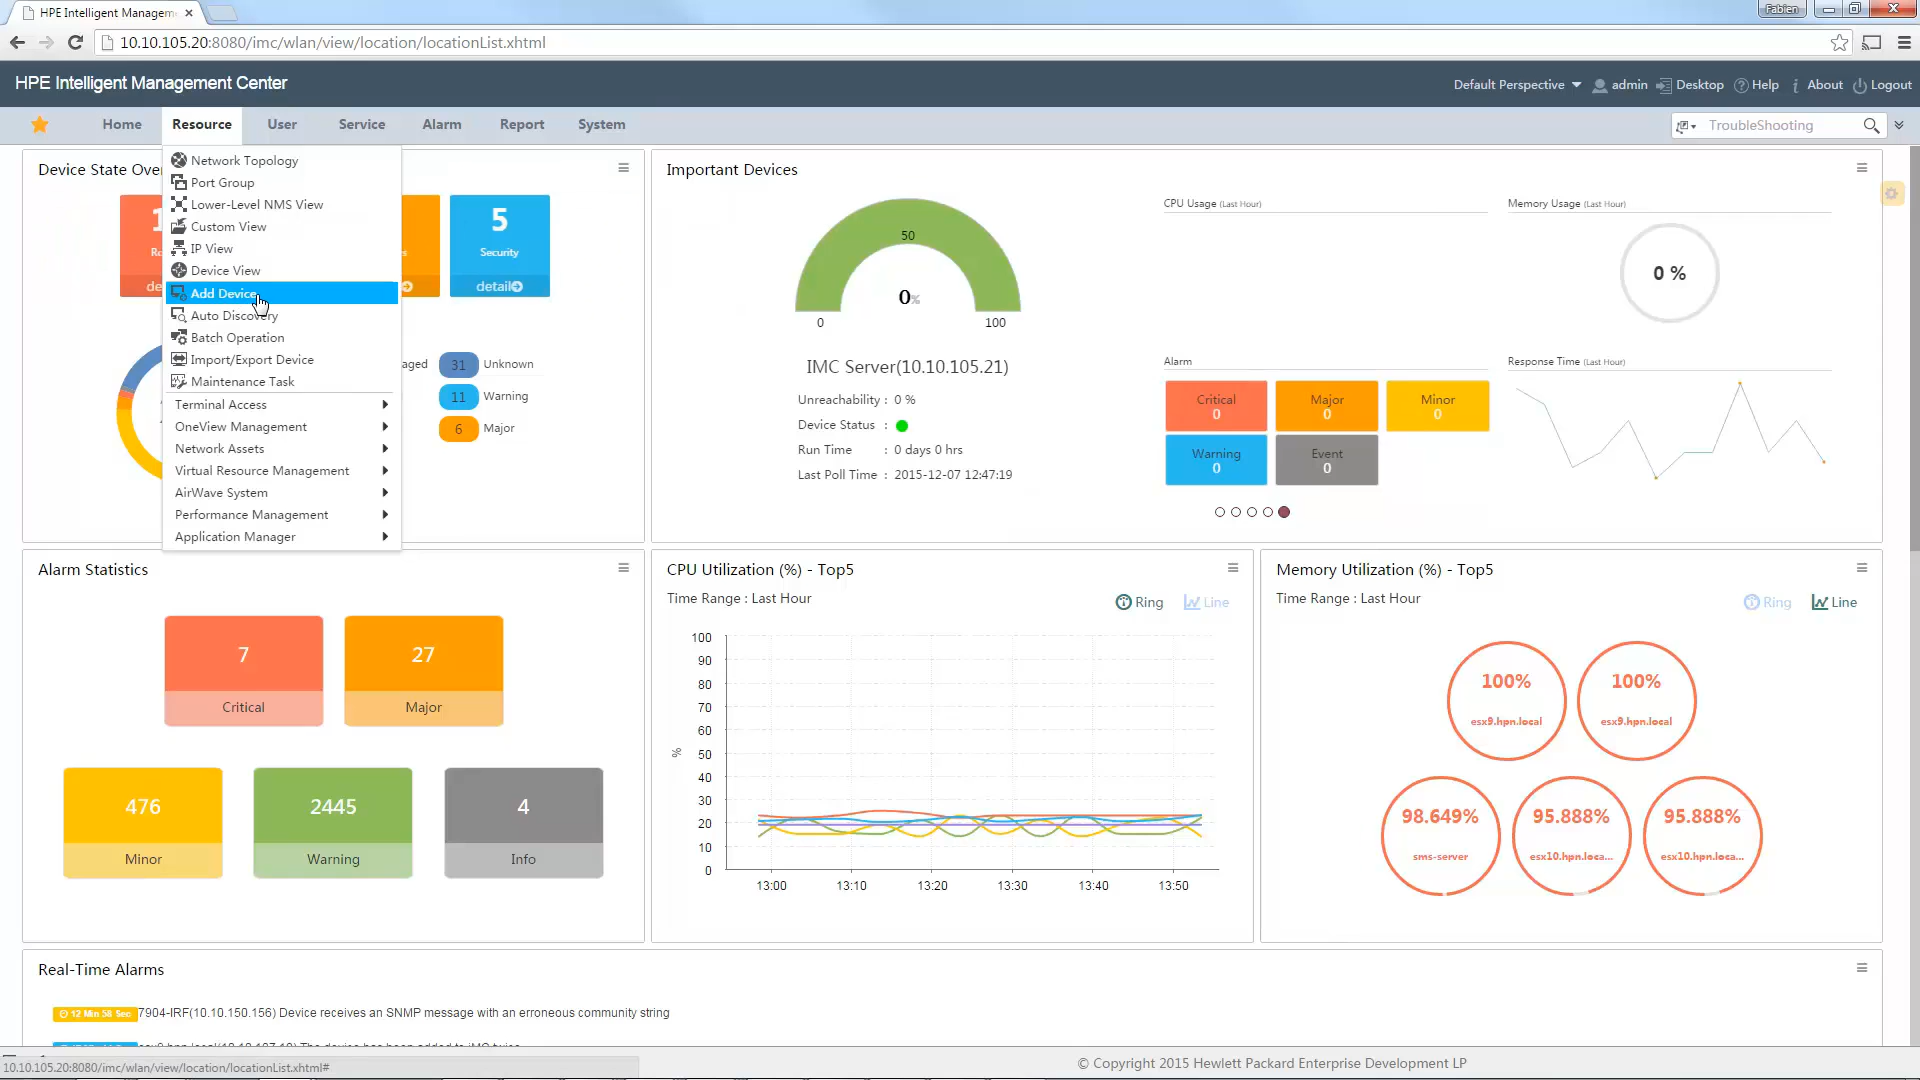 HPE Intelligent Managem
Fabien
10.10.105.20:8080/imc/wlan/view/location/locationList.xhtml
HPE Intelligent Management Center
Default Perspective admin Desktop Help About Logout
Home Resource User Service Alarm Report System
TroubleShooting
Network Topology
Port Group
Lower-Level NMS View
Custom View
IP View
Device View
Add Device
Auto Discovery
Batch Operation
Import/Export Device
Maintenance Task
Terminal Access
OneView Management
Network Assets
Virtual Resource Management
AirWave System
Performance Management
Application Manager
Device State Over
5
Security
detail
de
aged
31 Unknown
11 Warning
6 Major
Important Devices
50
0%
0 100
IMC Server(10.10.105.21)
Unreachability : 0 %
Device Status :
Run Time : 0 days 0 hrs
Last Poll Time : 2015-12-07 12:47:19
CPU Usage (Last Hour)
Memory Usage (Last Hour)
0 %
Alarm
Critical
0
Major
0
Minor
0
Warning
0
Event
0
Response Time (Last Hour)
Alarm Statistics
7
Critical
27
Major
476
Minor
2445
Warning
4
Info
CPU Utilization (%) - Top5
Time Range : Last Hour
Ring Line
100
90
80
70
60
50
40
30
20
10
0
%
13:00 13:10 13:20 13:30 13:40 13:50
Memory Utilization (%) - Top5
Time Range : Last Hour
Ring Line
100%
esx9.hpn.local
100%
esx9.hpn.local
98.649%
sms-server
95.888%
esx10.hpn.loca...
95.888%
esx10.hpn.loca...
Real-Time Alarms
12 Min 58 Sec 7904-IRF(10.10.150.156) Device receives an SNMP message with an erroneous community string
10.10.105.20:8080/imc/wlan/view/location/locationList.xhtml#
© Copyright 2015 Hewlett Packard Enterprise Development LP